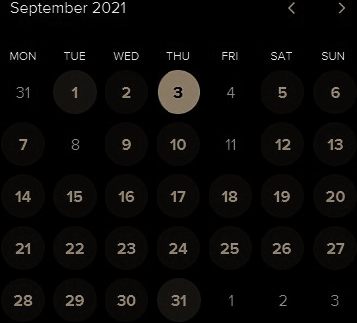 September 2021
MON TUE WED THU FRI SAT SUN
31 1 2 3 4 5 6
7 8 9 10 11 12 13
14 15 16 17 18 19 20
21 22 23 24 25 26 27
28 29 30 31 1 2 3